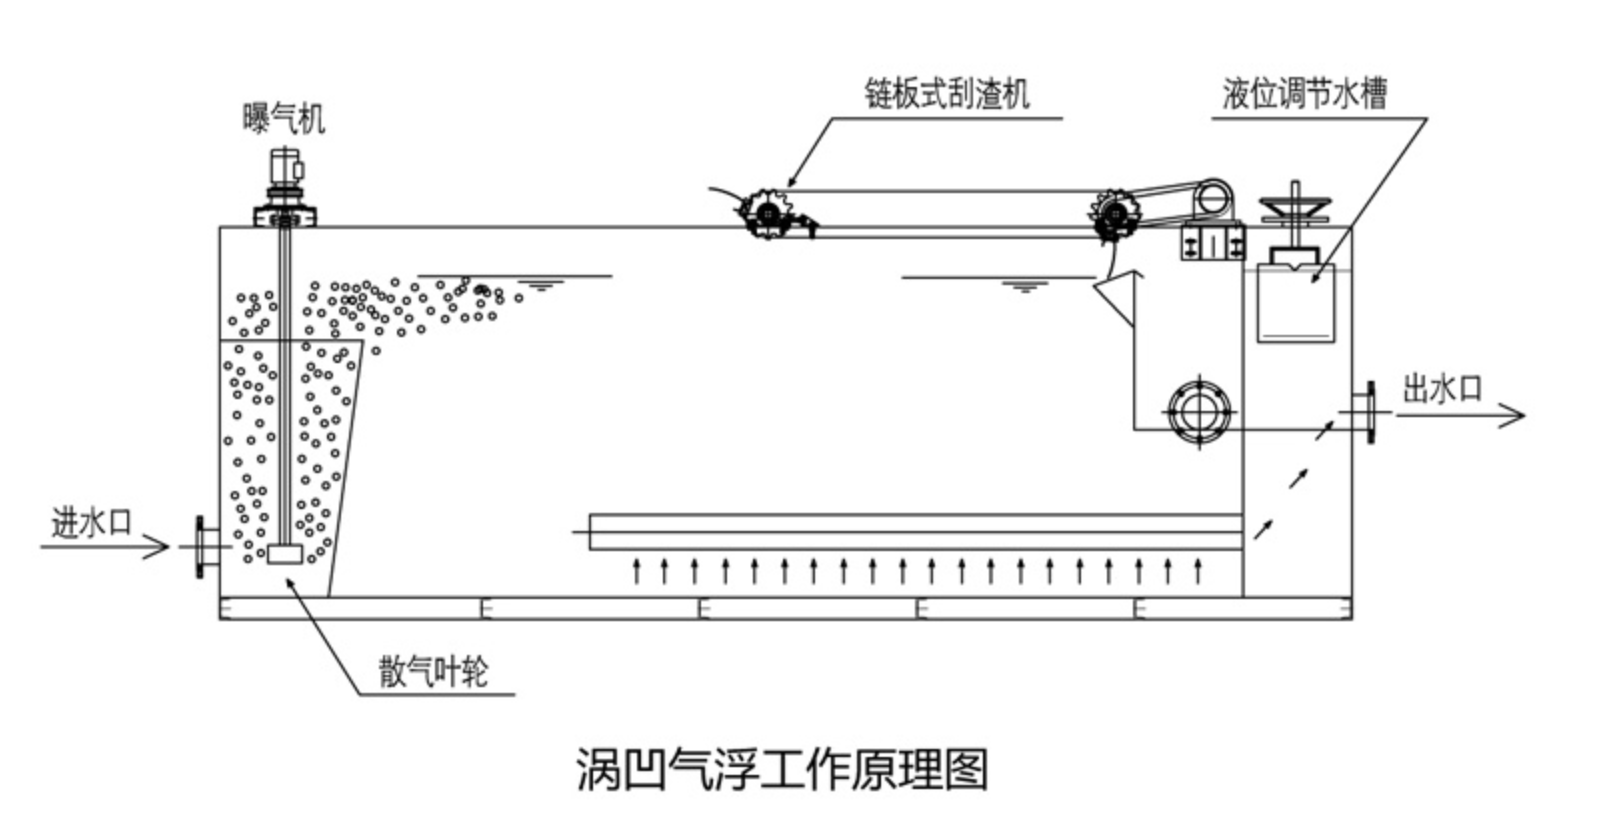 链板式刮渣机
液位调节水槽
曝气机
出水口
进水口
散气叶轮
涡凹气浮工作原理图